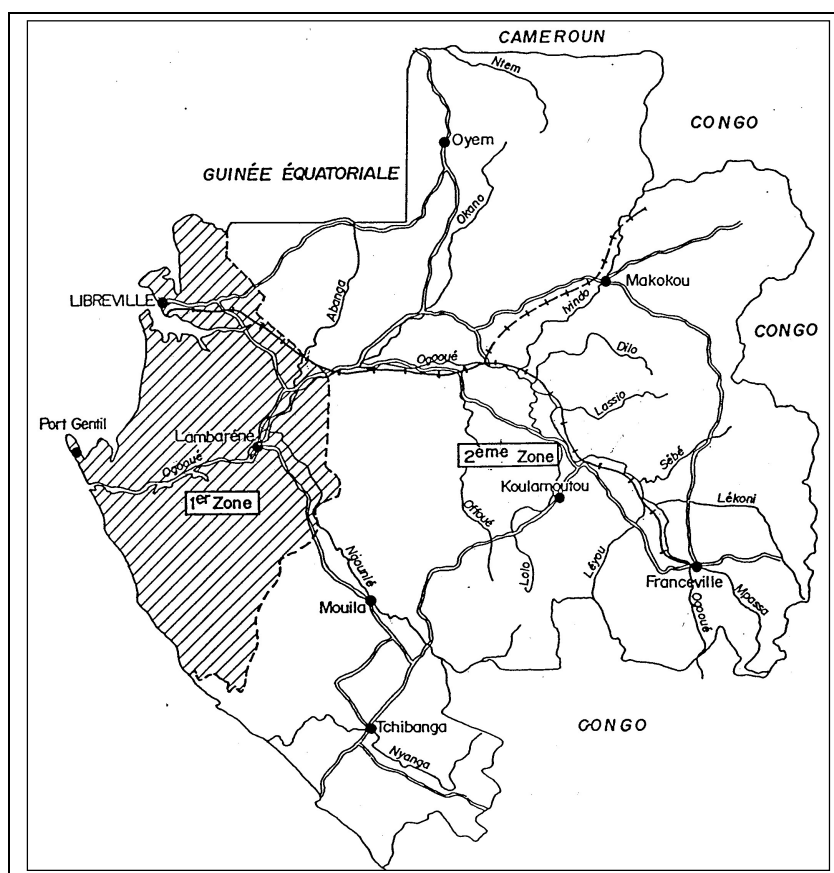 CAMEROUN
Ntem
CONGO
Oyem
GUINÉE ÉQUATORIALE
Okano
Abanga
LIBREVILLE
Makokou
Ivindo
CONGO
Dilo
Ogooué
Lassio
Port Gentil
Lambaréné
Ogooué
2ème Zone
Sébé
1er Zone
Koulamoutou
Lékoni
Offoué
Lolo
Léyou
Ngounié
Franceville
Mouila
Ogooué
Mpassa
Tchibanga
CONGO
Nyanga